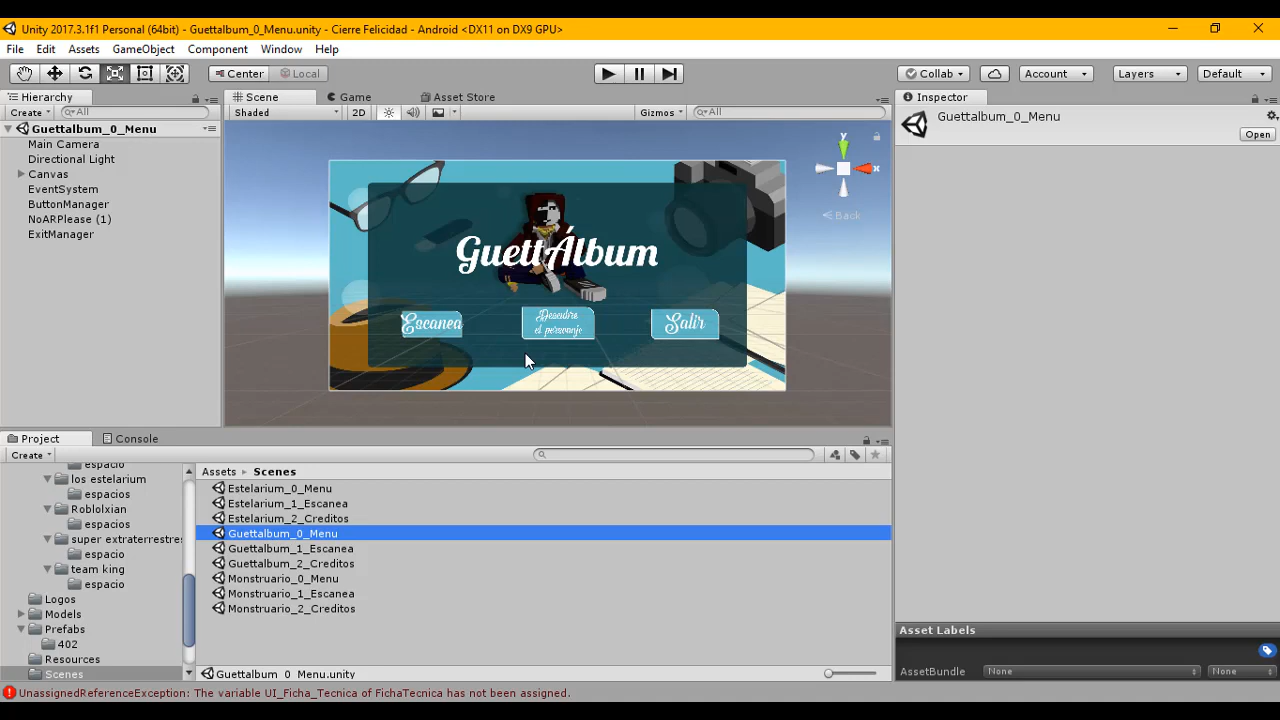 Unity 2017.3.1f1 Personal (64bit) - Guettalbum_0_Menu.unity - Cierre Felicidad - Android <DX11 on DX9 GPU>
File Edit Assets GameObject Component Window Help
Center Local Collab Account Layers Default
Hierarchy
Create All
Guettalbum_0_Menu
Main Camera
Directional Light
Canvas
EventSystem
ButtonManager
NoARPlease (1)
ExitManager
Scene Game Asset Store
Shaded 2D Gizmos All
y
x
Back
GuettÁlbum
Escanea
Descubre
el personaje
Salir
Inspector
Guettalbum_0_Menu
Open
Project Console
Create
espacio
los estelarium
espacios
Roblolxian
espacios
super extraterrestres
espacio
team king
espacio
Logos
Models
Prefabs
402
Resources
Scenes
Assets Scenes
Estelarium_0_Menu
Estelarium_1_Escanea
Estelarium_2_Creditos
Guettalbum_0_Menu
Guettalbum_1_Escanea
Guettalbum_2_Creditos
Monstruario_0_Menu
Monstruario_1_Escanea
Monstruario_2_Creditos
Guettalbum_0_Menu.unity
Asset Labels
AssetBundle None None
UnassignedReferenceException: The variable UI_Ficha_Tecnica of FichaTecnica has not been assigned.